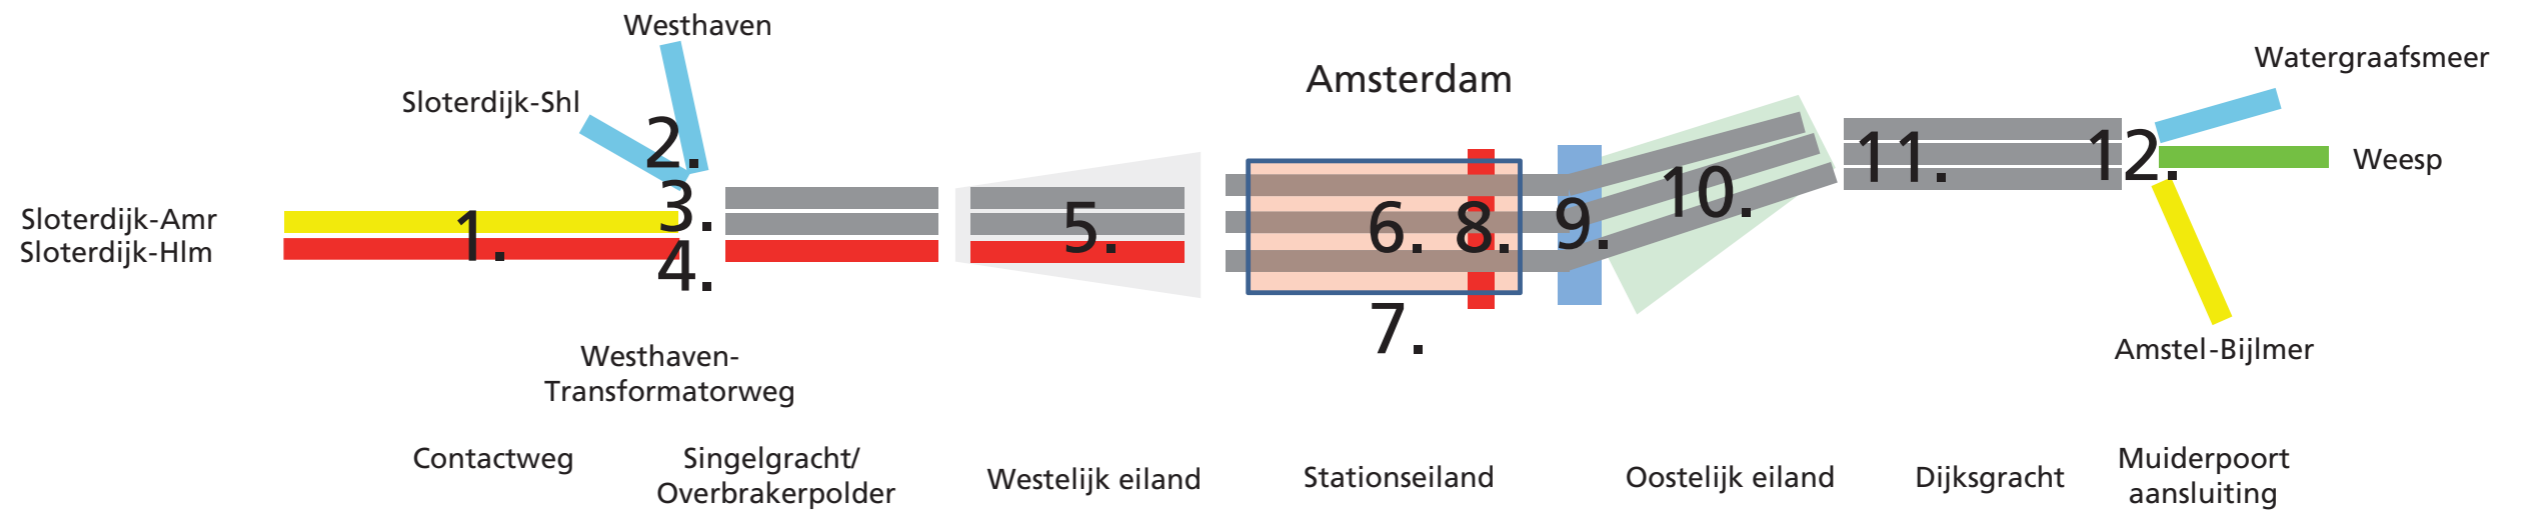 Westhaven
Amsterdam
Watergraafsmeer
Sloterdijk-Shl
2.
11.
12.
Weesp
3.
10.
Sloterdijk-Amr
1.
5.
6.
8.
9.
Sloterdijk-Hlm
4.
7.
Westhaven-
Transformatorweg
Amstel-Bijlmer
Contactweg
Singelgracht/
Overbrakerpolder
Westelijk eiland
Stationseiland
Oostelijk eiland
Dijksgracht
Muiderpoort
aansluiting